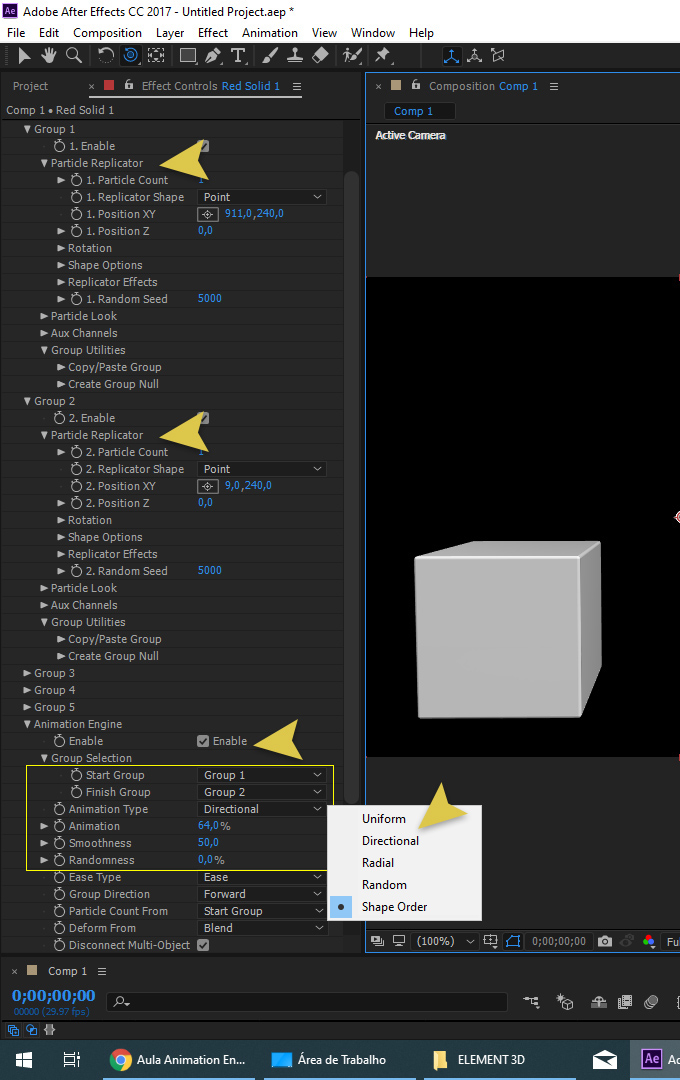 Ae Adobe After Effects CC 2017 - Untitled Project.aep *
File Edit Composition Layer Effect Animation View Window Help
Project × Effect Controls Red Solid 1
× Composition Comp 1
Comp 1 • Red Solid 1
Comp 1
Active Camera
Group 1
1. Enable
Particle Replicator
1. Particle Count 1
1. Replicator Shape Point
1. Position XY 911,0,240,0
1. Position Z 0,0
Rotation
Shape Options
Replicator Effects
1. Random Seed 5000
Particle Look
Aux Channels
Group Utilities
Copy/Paste Group
Create Group Null
Group 2
2. Enable
Particle Replicator
2. Particle Count 1
2. Replicator Shape Point
2. Position XY 9,0,240,0
2. Position Z 0,0
Rotation
Shape Options
Replicator Effects
2. Random Seed 5000
Particle Look
Aux Channels
Group Utilities
Copy/Paste Group
Create Group Null
Group 3
Group 4
Group 5
Animation Engine
Enable Enable
Group Selection
Start Group Group 1
Finish Group Group 2
Animation Type Directional
Animation 64,0%
Smoothness 50,0
Randomness 0,0%
Ease Type Ease
Group Direction Forward
Particle Count From Start Group
Deform From Blend
Disconnect Multi-Object
Uniform
Directional
Radial
Random
Shape Order
(100%) 0;00;00;00 Ful
× Comp 1
0;00;00;00
00000 (29.97 fps)
Aula Animation En... Área de Trabalho ELEMENT 3D Ae Ad